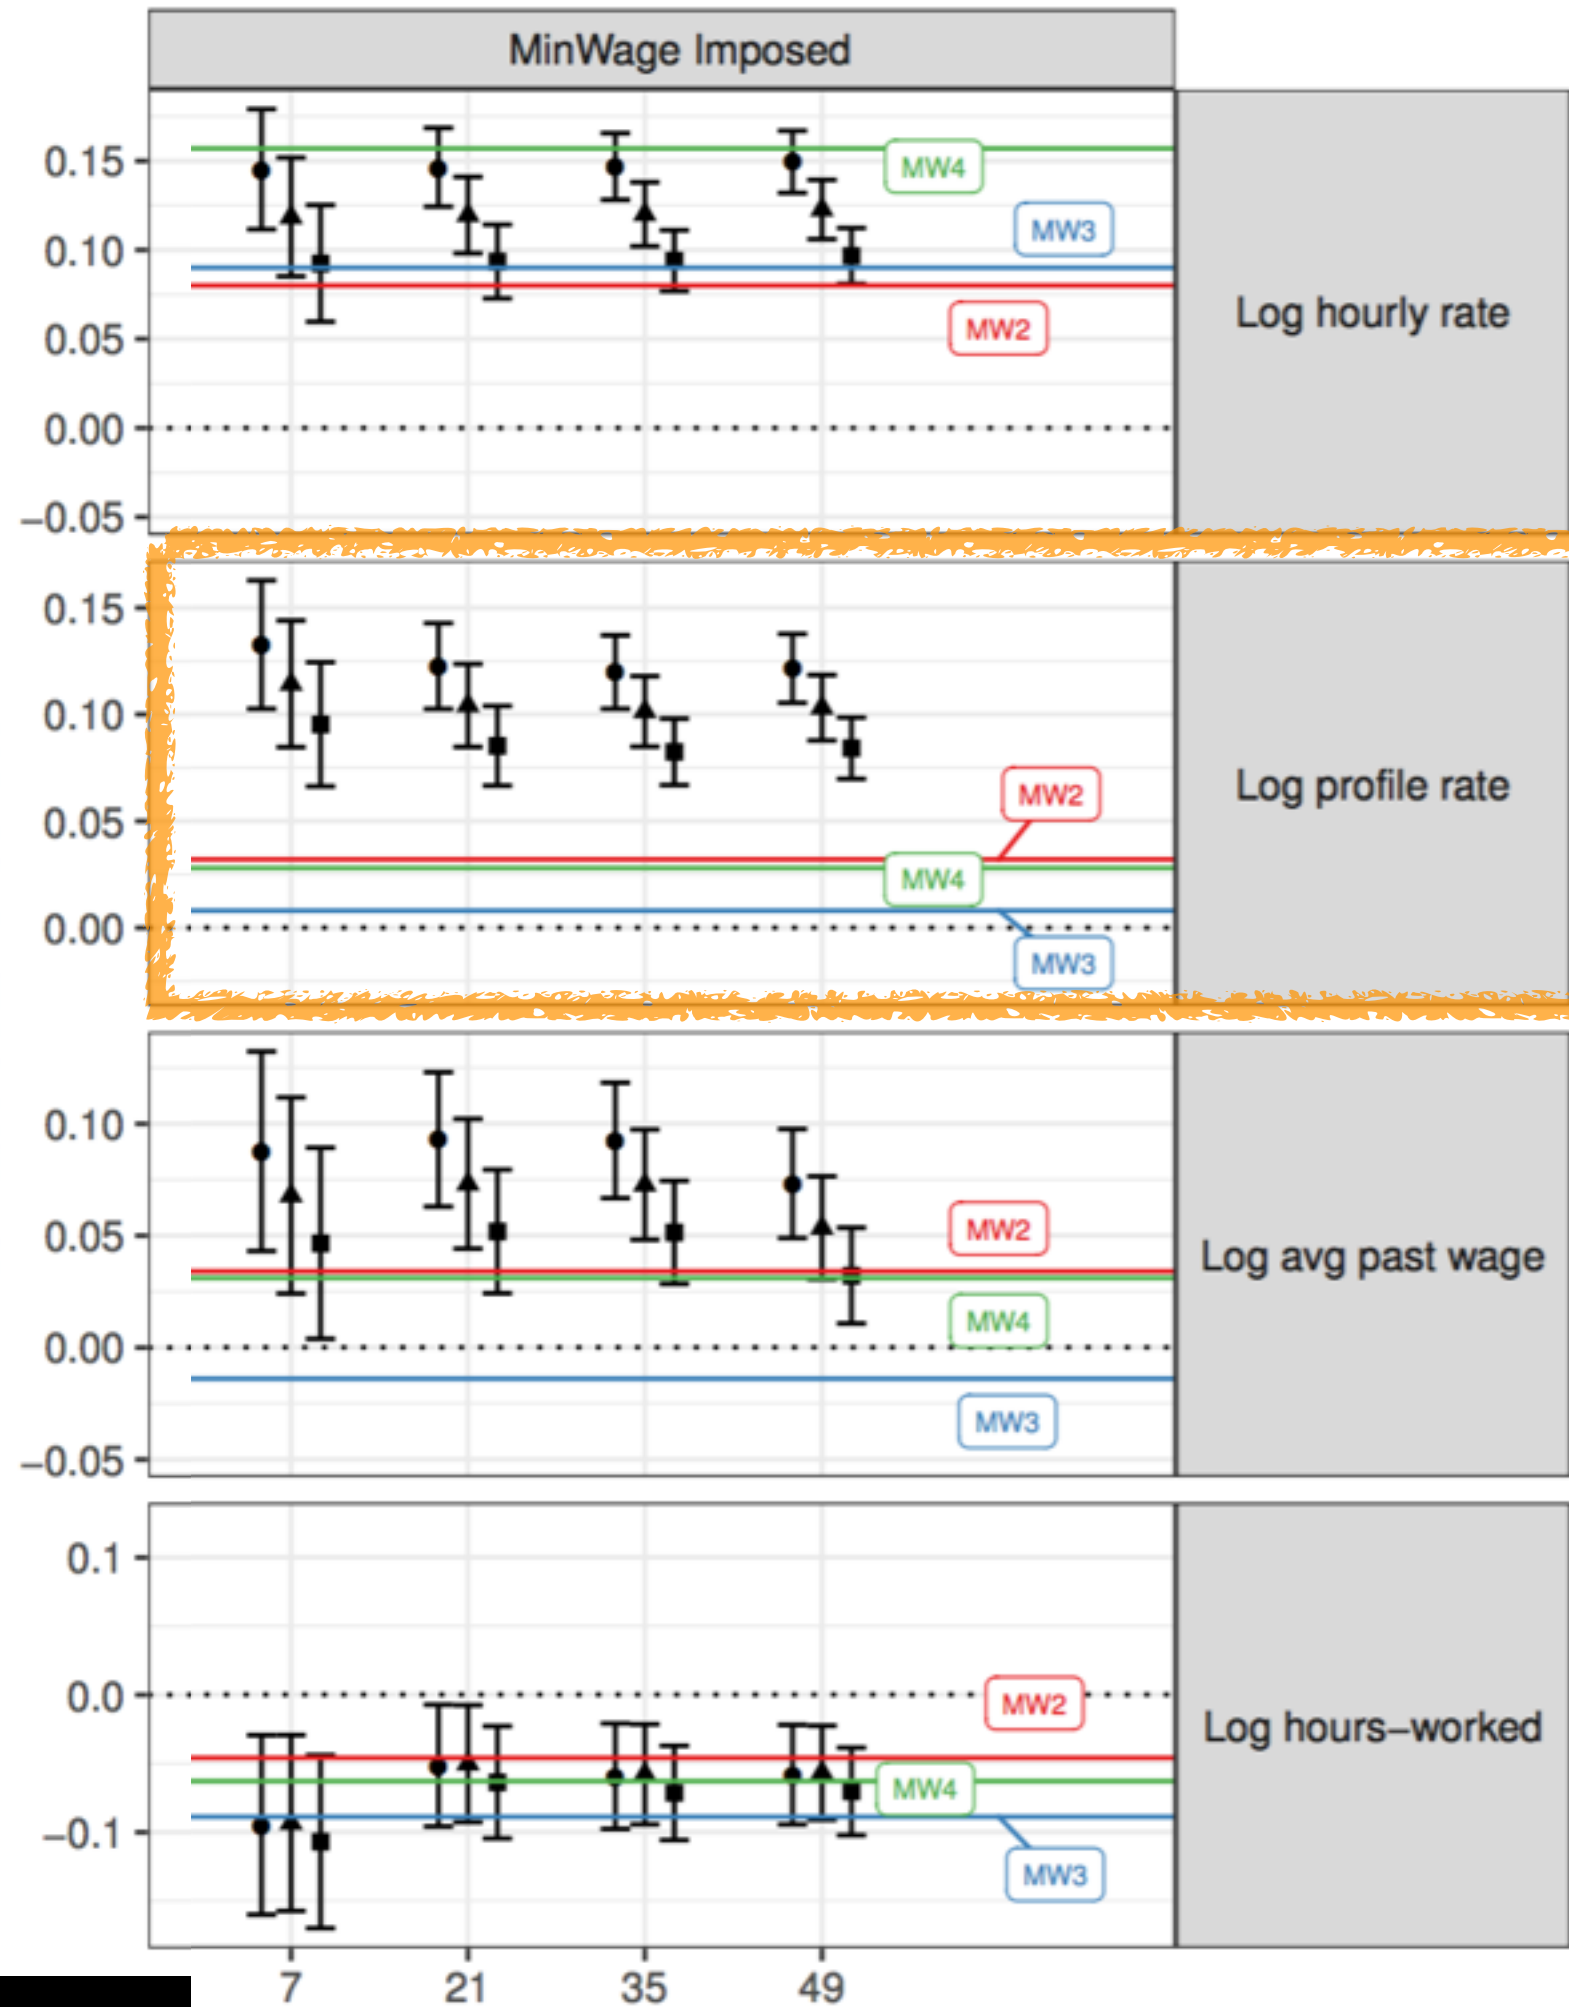 MinWage Imposed
0.15
0.10
0.05
0.00
−0.05
MW4
MW3
MW2
Log hourly rate
0.15
0.10
0.05
0.00
MW2
MW4
MW3
Log profile rate
0.10
0.05
0.00
−0.05
MW2
MW4
MW3
Log avg past wage
0.1
0.0
−0.1
MW2
MW4
MW3
Log hours−worked
7 21 35 49